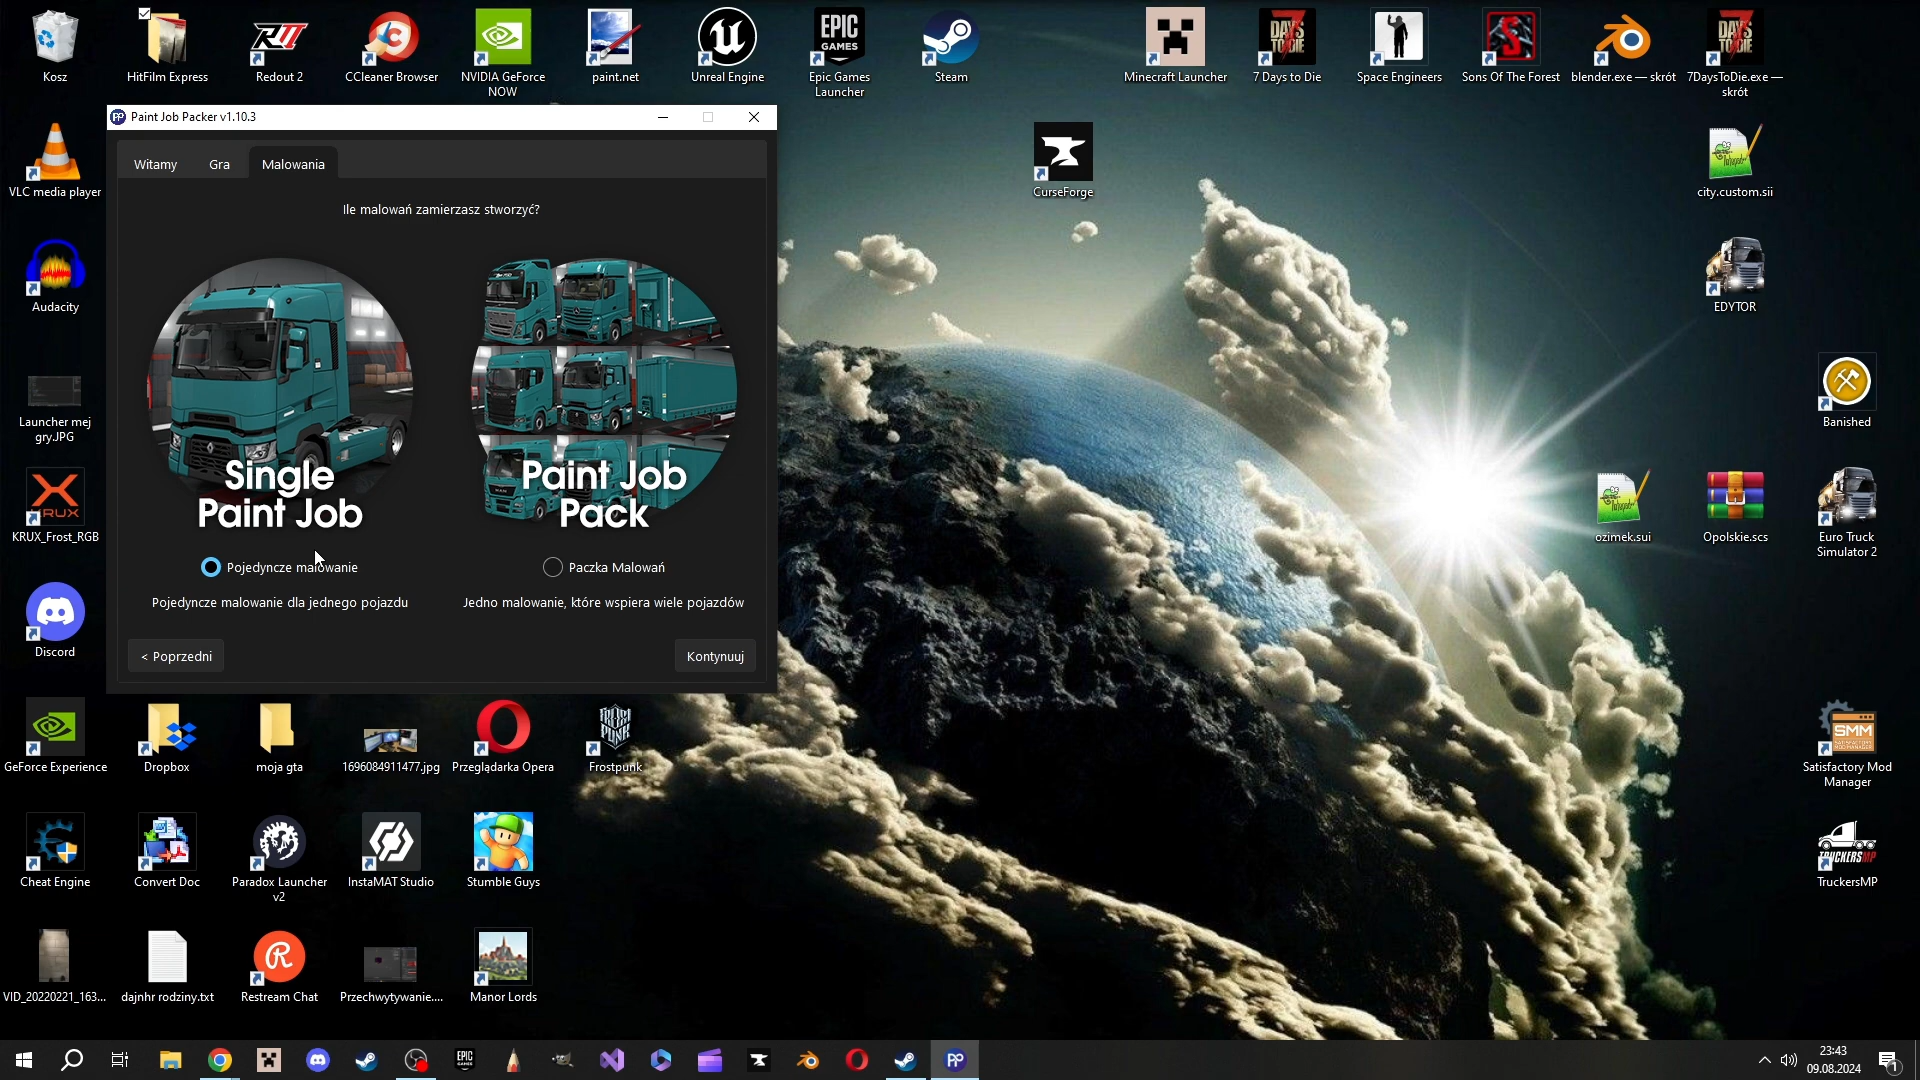 Kosz
HitFilm Express
Redout 2
CCleaner Browser
NVIDIA GeForce
NOW
paint.net
Unreal Engine
EPIC
GAMES
Epic Games
Launcher
Steam
Minecraft Launcher
7 Days to Die
Space Engineers
Sons Of The Forest
blender.exe — skrót
7DaysToDie.exe —
skrót
Paint Job Packer v1.10.3
Witamy
Gra
Malowania
Ile malowań zamierzasz stworzyć?
Single
Paint Job
Paint Job
Pack
Pojedyncze malowanie
Paczka Malowań
Pojedyncze malowanie dla jednego pojazdu
Jedno malowanie, które wspiera wiele pojazdów
< Poprzedni
Kontynuuj
VLC media player
CurseForge
city.custom.sii
Audacity
EDYTOR
Launcher mej
gry.JPG
Banished
KRUX_Frost_RGB
ozimek.sui
Opolskie.scs
Euro Truck
Simulator 2
Discord
GeForce Experience
Dropbox
moja gta
1696084911477.jpg
Przeglądarka Opera
Frostpunk
SMM
Satisfactory Mod
Manager
Cheat Engine
Convert Doc
Paradox Launcher
v2
InstaMAT Studio
Stumble Guys
TRUCKERSMP
TruckersMP
VID_20220221_163...
dajnhr rodziny.txt
Restream Chat
Przechwytywanie....
Manor Lords
23:43
09.08.2024
1